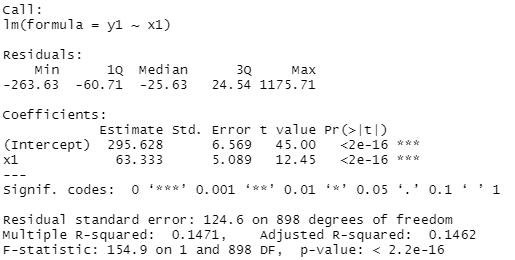 Call:
lm(formula = y1 ~ x1)
Residuals:
Min 1Q Median 3Q Max
-263.63 -60.71 -25.63 24.54 1175.71
Coefficients:
Estimate Std. Error t value Pr(>|t|)
(Intercept) 295.628 6.569 45.00 <2e-16 ***
x1 63.333 5.089 12.45 <2e-16 ***
---
Signif. codes: 0 ‘***’ 0.001 ‘**’ 0.01 ‘*’ 0.05 ‘.’ 0.1 ‘ ’ 1
Residual standard error: 124.6 on 898 degrees of freedom
Multiple R-squared: 0.1471, Adjusted R-squared: 0.1462
F-statistic: 154.9 on 1 and 898 DF, p-value: < 2.2e-16